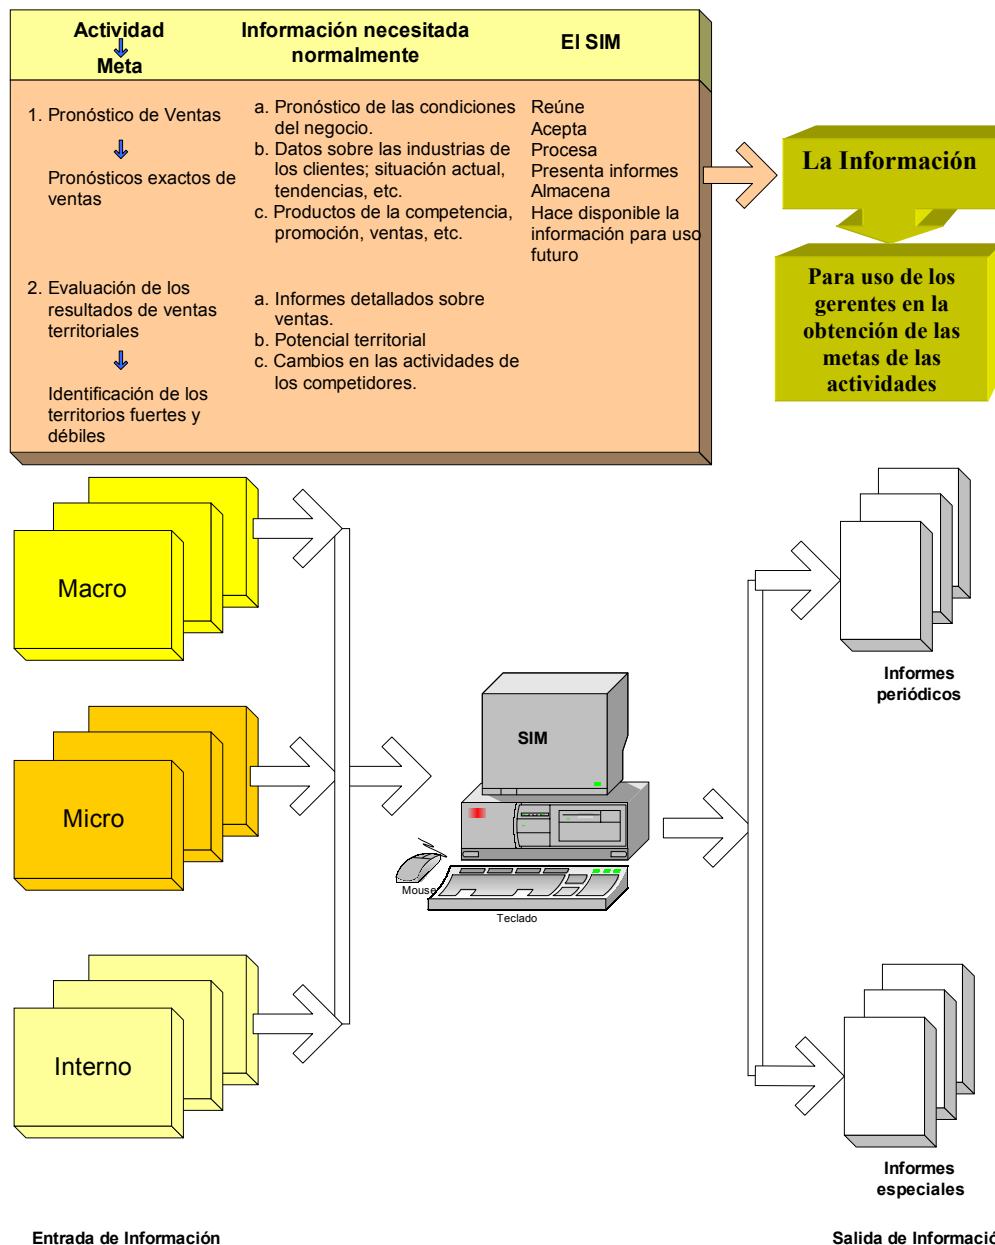 Actividad
Meta
Información necesitada
normalmente
El SIM
1. Pronóstico de Ventas
Pronósticos exactos de
ventas
a. Pronóstico de las condiciones
del negocio.
b. Datos sobre las industrias de
los clientes; situación actual,
tendencias, etc.
c. Productos de la competencia,
promoción, ventas, etc.
Reúne
Acepta
Procesa
Presenta informes
Almacena
Hace disponible la
información para uso
futuro
2. Evaluación de los
resultados de ventas
territoriales
Identificación de los
territorios fuertes y
débiles
a. Informes detallados sobre
ventas.
b. Potencial territorial
c. Cambios en las actividades de
los competidores.
La Información
Para uso de los
gerentes en la
obtención de las
metas de las
actividades
Macro
Micro
Interno
SIM
Mouse
Teclado
Informes
periódicos
Informes
especiales
Entrada de Información
Salida de Informació